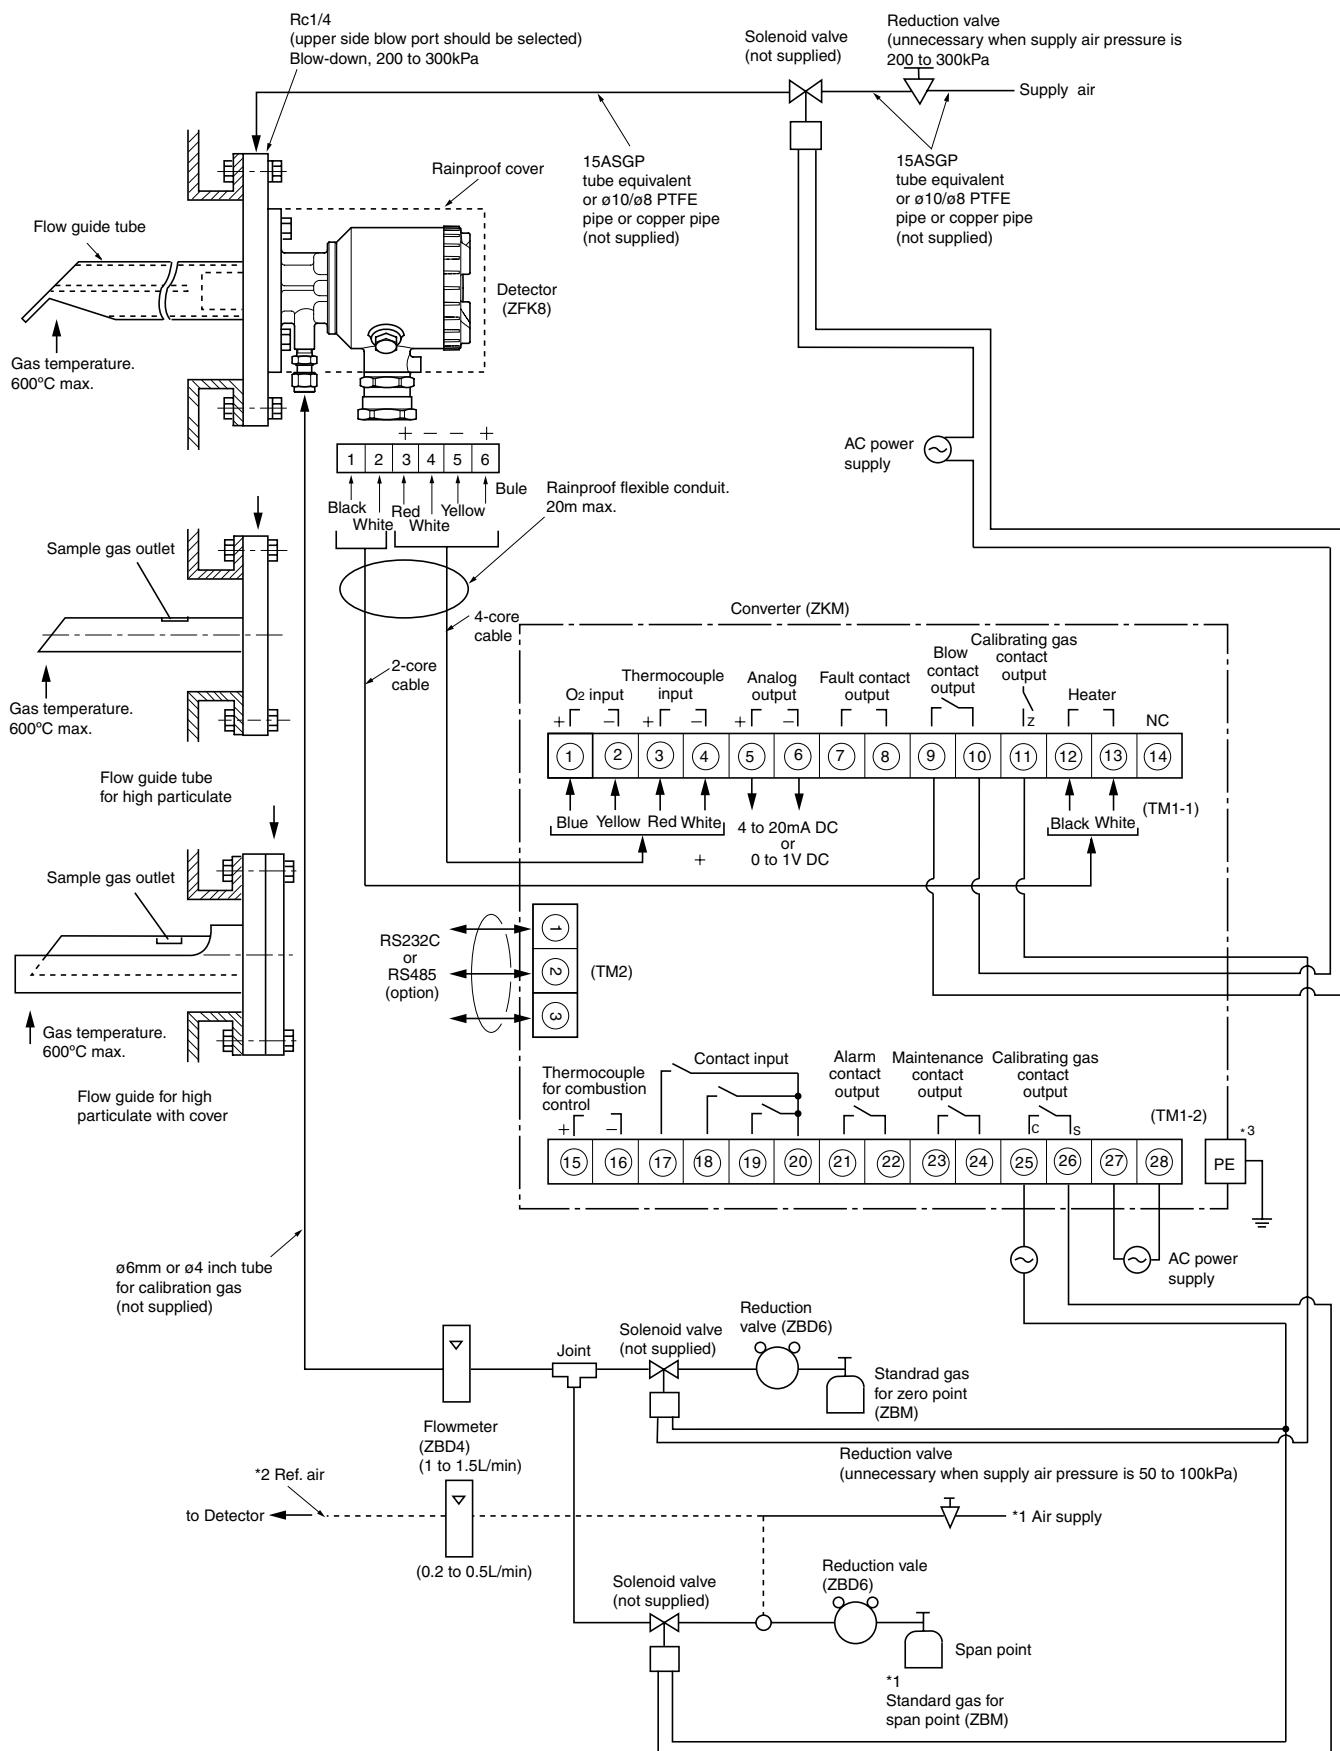 Rc1/4
(upper side blow port should be selected)
Blow-down, 200 to 300kPa
Solenoid valve
(not supplied)
Reduction valve
(unnecessary when supply air pressure is
200 to 300kPa
Supply air
15ASGP
tube equivalent
or ø10/ø8 PTFE
pipe or copper pipe
(not supplied)
15ASGP
tube equivalent
or ø10/ø8 PTFE
pipe or copper pipe
(not supplied)
Rainproof cover
Flow guide tube
Detector
(ZFK8)
Gas temperature.
600°C max.
AC power
supply
+ − − +
1 2 3 4 5 6
Bule
Black
White
Red
White
Yellow
Rainproof flexible conduit.
20m max.
Sample gas outlet
4-core
cable
2-core
cable
Gas temperature.
600°C max.
Flow guide tube
for high particulate
Converter (ZKM)
O2 input
Thermocouple
input
Analog
output
Fault contact
output
Blow
contact
output
Calibrating gas
contact
output
Heater
+ − + − + − Z NC
1 2 3 4 5 6 7 8 9 10 11 12 13 14
Blue Yellow Red White
4 to 20mA DC
or
0 to 1V DC
Black White
(TM1-1)
+
Sample gas outlet
RS232C
or
RS485
(option)
1
2
3
(TM2)
Gas temperature.
600°C max.
Flow guide for high
particulate with cover
Thermocouple
for combustion
control
Contact input
Alarm
contact
output
Maintenance
contact
output
Calibrating gas
contact output
(TM1-2)
+ − C S
15 16 17 18 19 20 21 22 23 24 25 26 27 28
*3
PE
AC power
supply
ø6mm or ø4 inch tube
for calibration gas
(not supplied)
Joint
Solenoid valve
(not supplied)
Reduction
valve (ZBD6)
Standrad gas
for zero point
(ZBM)
Flowmeter
(ZBD4)
(1 to 1.5L/min)
Reduction valve
(unnecessary when supply air pressure is 50 to 100kPa)
*2 Ref. air
to Detector
*1 Air supply
(0.2 to 0.5L/min)
Solenoid valve
(not supplied)
Reduction vale
(ZBD6)
Span point
*1
Standard gas for
span point (ZBM)